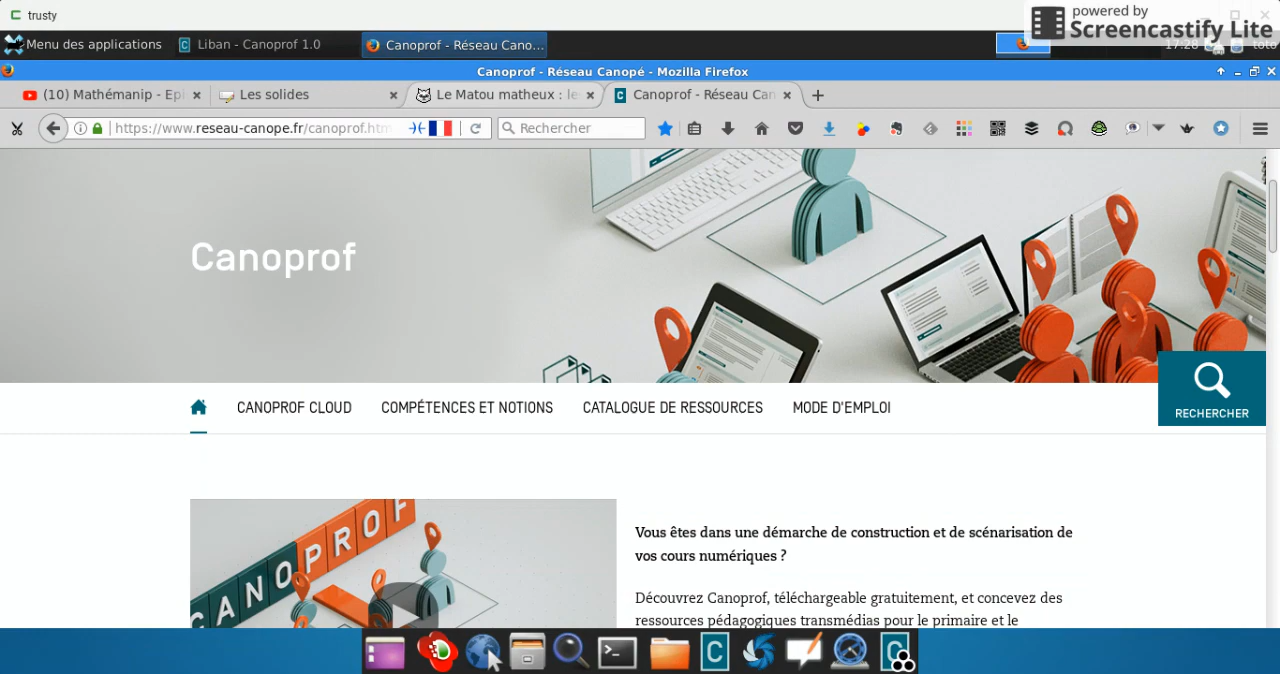 trusty
powered by
Screencastify Lite
Menu des applications
Liban - Canoprof 1.0
Canoprof - Réseau Cano...
17:28
toto
Canoprof - Réseau Canopé - Mozilla Firefox
(10) Mathémanip - Epi
Les solides
Le Matou matheux : le
Canoprof - Réseau Can
https://www.reseau-canope.fr/canoprof.htm
Rechercher
Canoprof
CANOPROF CLOUD
COMPÉTENCES ET NOTIONS
CATALOGUE DE RESSOURCES
MODE D'EMPLOI
RECHERCHER
CANOPROF
Vous êtes dans une démarche de construction et de scénarisation de
vos cours numériques ?
Découvrez Canoprof, téléchargeable gratuitement, et concevez des
ressources pédagogiques transmédias pour le primaire et le